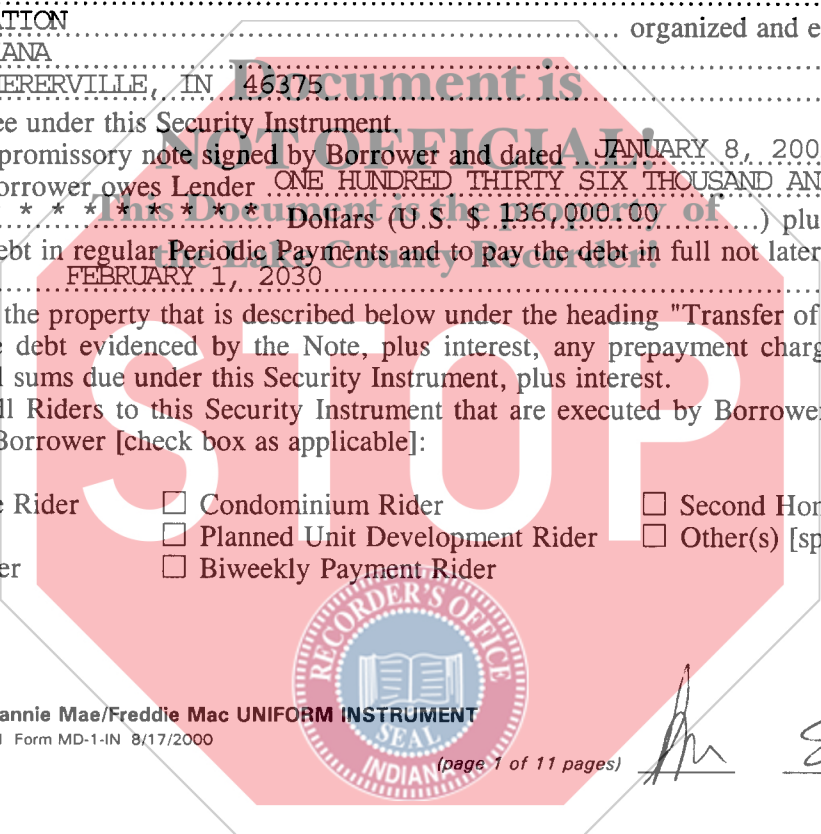 ATION
organized and e
IANA
HERERVILLE, IN 46375
Document is
ee under this Security Instrument.
NOT OFFICIAL!
promissory note signed by Borrower and dated JANUARY 8, 200
orrower owes Lender ONE HUNDRED THIRTY SIX THOUSAND AN
This Document is the property of
* * * * * * * * * Dollars (U.S. $ 136,000.00 ) plu
the Lake County Recorder!
ebt in regular Periodic Payments and to pay the debt in full not later
FEBRUARY 1, 2030
the property that is described below under the heading "Transfer of
e debt evidenced by the Note, plus interest, any prepayment charg
l sums due under this Security Instrument, plus interest.
ll Riders to this Security Instrument that are executed by Borrower
Borrower [check box as applicable]:
STOP
e Rider ☐ Condominium Rider ☐ Second Hom
☐ Planned Unit Development Rider ☐ Other(s) [sp
er ☐ Biweekly Payment Rider
RECORDER'S OFFICE
SEAL
INDIANA
annie Mae/Freddie Mac UNIFORM INSTRUMENT
Form MD-1-IN 8/17/2000
(page 1 of 11 pages)